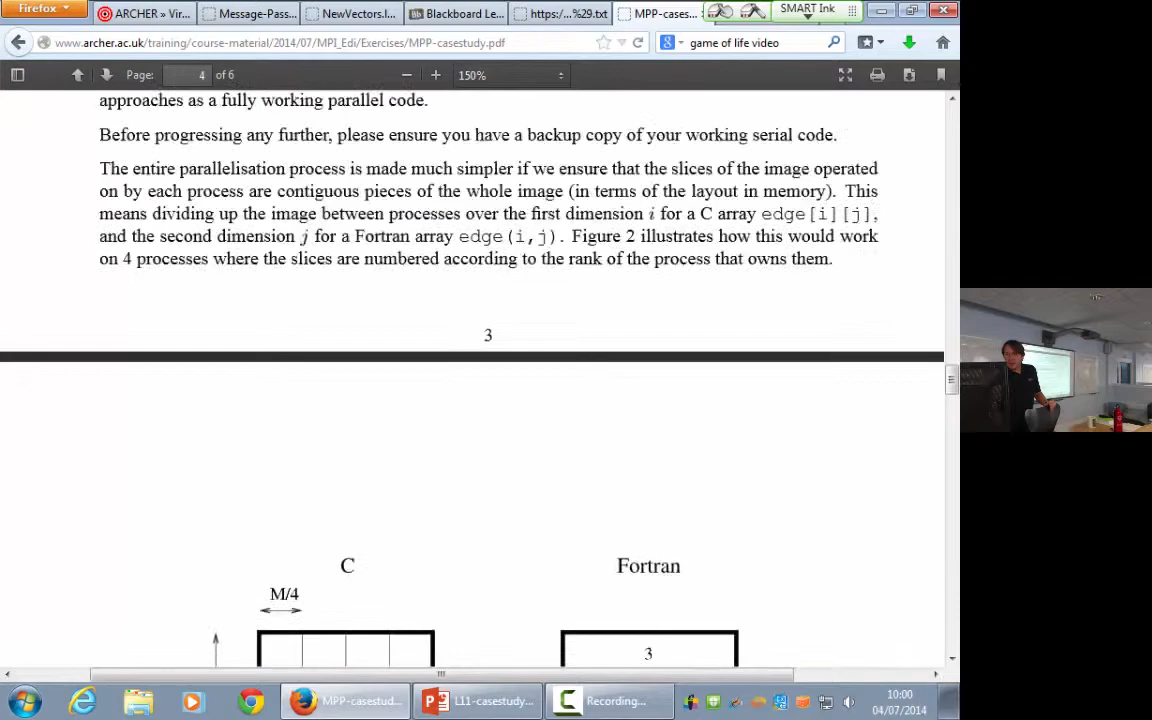 Firefox
ARCHER » Vir...
Message-Pass...
NewVectors.I...
Blackboard Le...
https:/...%29.txt
MPP-cases...
SMART Ink
www.archer.ac.uk/training/course-material/2014/07/MPI_Edi/Exercises/MPP-casestudy.pdf
game of life video
Page: 4 of 6
150%
approaches as a fully working parallel code.
Before progressing any further, please ensure you have a backup copy of your working serial code.
The entire parallelisation process is made much simpler if we ensure that the slices of the image operated
on by each process are contiguous pieces of the whole image (in terms of the layout in memory). This
means dividing up the image between processes over the first dimension i for a C array edge[i][j],
and the second dimension j for a Fortran array edge(i,j). Figure 2 illustrates how this would work
on 4 processes where the slices are numbered according to the rank of the process that owns them.
3
C
Fortran
M/4
3
MPP-casestud...
L11-casestudy...
Recording...
10:00
04/07/2014